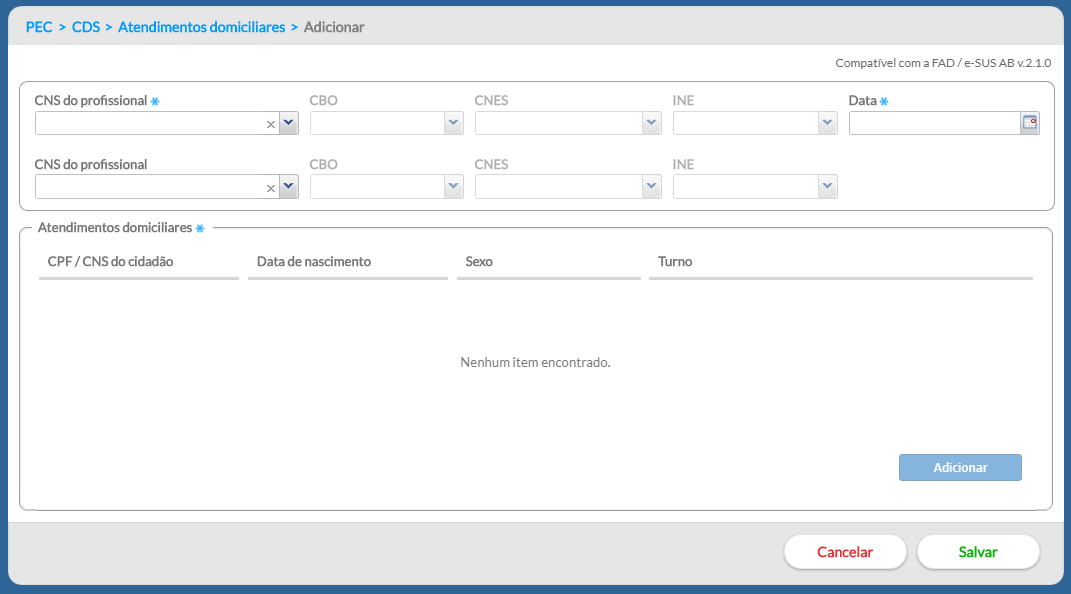 PEC > CDS > Atendimentos domiciliares > Adicionar
Compatível com a FAD / e-SUS AB v.2.1.0
CNS do profissional * CBO CNES INE Data *
CNS do profissional CBO CNES INE
Atendimentos domiciliares *
CPF / CNS do cidadão Data de nascimento Sexo Turno
Nenhum item encontrado.
Adicionar
Cancelar Salvar